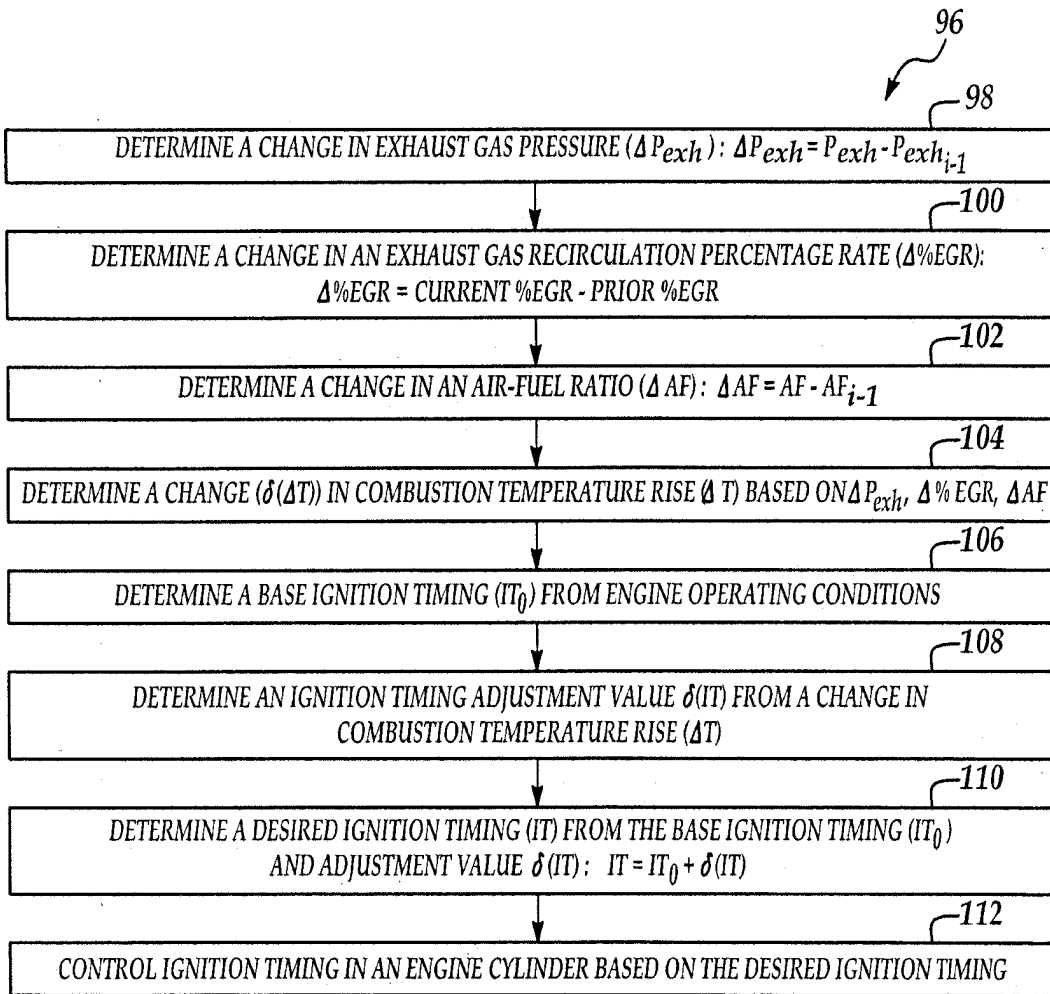 96
98
DETERMINE A CHANGE IN EXHAUST GAS PRESSURE (ΔPexh): ΔPexh = Pexh - Pexhi-1
100
DETERMINE A CHANGE IN AN EXHAUST GAS RECIRCULATION PERCENTAGE RATE (Δ%EGR):
Δ%EGR = CURRENT %EGR - PRIOR %EGR
102
DETERMINE A CHANGE IN AN AIR-FUEL RATIO (Δ AF): Δ AF = AF - AFi-1
104
DETERMINE A CHANGE (δ(ΔT)) IN COMBUSTION TEMPERATURE RISE (Δ T) BASED ON ΔPexh, Δ% EGR, ΔAF
106
DETERMINE A BASE IGNITION TIMING (IT0) FROM ENGINE OPERATING CONDITIONS
108
DETERMINE AN IGNITION TIMING ADJUSTMENT VALUE δ(IT) FROM A CHANGE IN
COMBUSTION TEMPERATURE RISE (ΔT)
110
DETERMINE A DESIRED IGNITION TIMING (IT) FROM THE BASE IGNITION TIMING (IT0)
AND ADJUSTMENT VALUE δ(IT): IT = IT0 + δ(IT)
112
CONTROL IGNITION TIMING IN AN ENGINE CYLINDER BASED ON THE DESIRED IGNITION TIMING